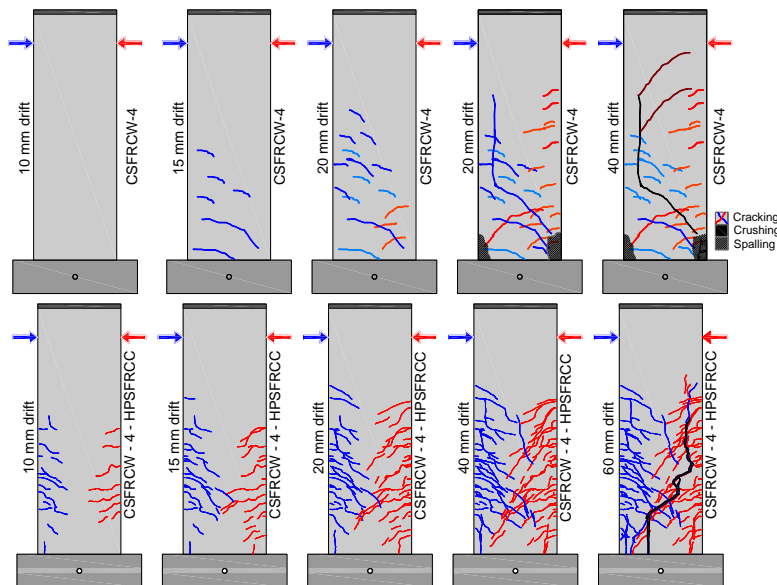 10 mm drift
CSFRCW-4
15 mm drift
CSFRCW-4
20 mm drift
CSFRCW-4
20 mm drift
CSFRCW-4
40 mm drift
CSFRCW-4
Cracking
Crushing
Spalling
10 mm drift
CSFRCW - 4 - HPSFRCC
15 mm drift
CSFRCW - 4 - HPSFRCC
20 mm drift
CSFRCW - 4 - HPSFRCC
40 mm drift
CSFRCW - 4 - HPSFRCC
60 mm drift
CSFRCW - 4 - HPSFRCC